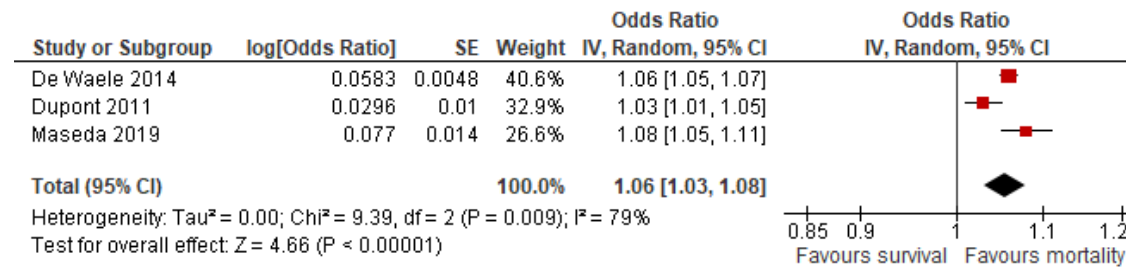 Odds Ratio Odds Ratio
Study or Subgroup log[Odds Ratio] SE Weight IV, Random, 95% CI IV, Random, 95% CI
De Waele 2014 0.0583 0.0048 40.6% 1.06 [1.05, 1.07]
Dupont 2011 0.0296 0.01 32.9% 1.03 [1.01, 1.05]
Maseda 2019 0.077 0.014 26.6% 1.08 [1.05, 1.11]
Total (95% CI) 100.0% 1.06 [1.03, 1.08]
Heterogeneity: Tau² = 0.00; Chi² = 9.39, df = 2 (P = 0.009); I² = 79%
Test for overall effect: Z = 4.66 (P < 0.00001)
0.85 0.9 1 1.1 1.2
Favours survival Favours mortality